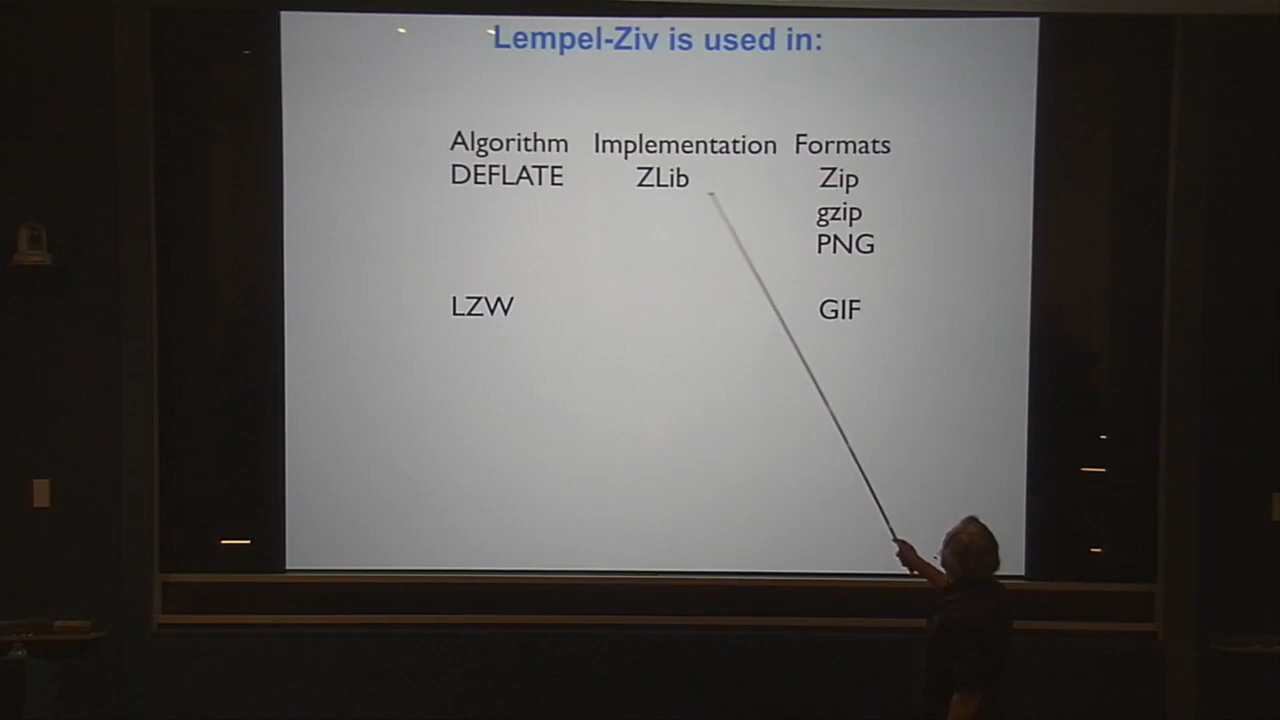 Lempel-Ziv is used in:
Algorithm Implementation Formats
DEFLATE ZLib Zip
gzip
PNG
LZW GIF